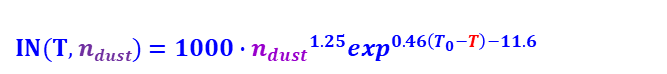 IN(T, n_dust) = 1000 · n_dust^1.25 exp^0.46(T_0−T)−11.6